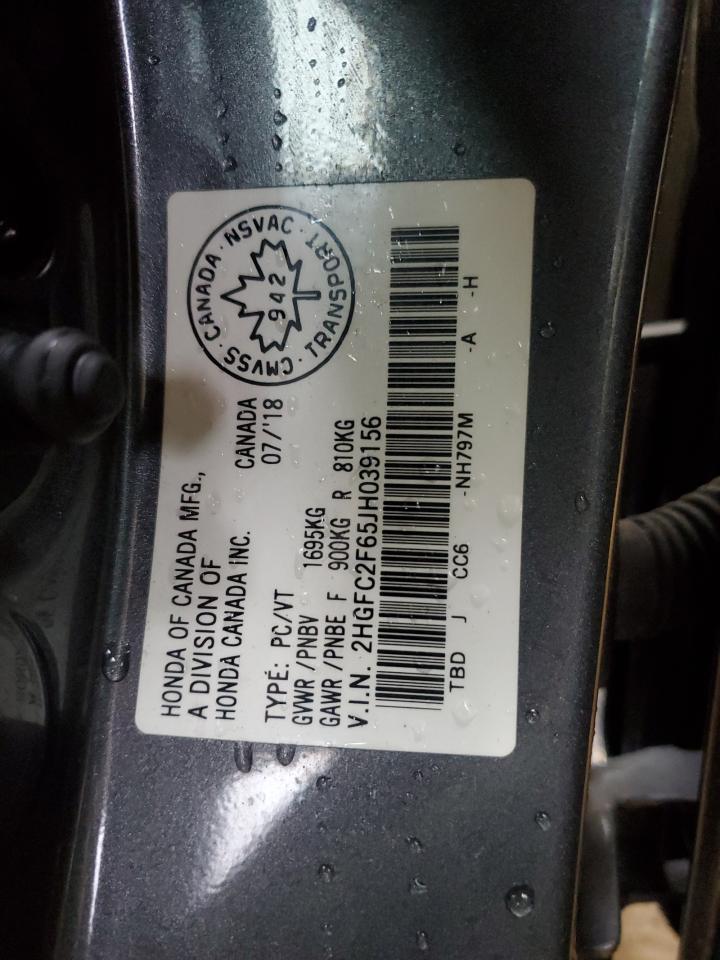 HONDA OF CANADA MFG.,
A DIVISION OF
HONDA CANADA INC.
CANADA
07/'18
TYPE: PC/VT
GVWR/PNBV 1695KG
GAWR/PNBE F 900KG R 810KG
V.I.N. 2HGFC2F65JH039156
TBD J CC6 -NH797M -A -H
CMVSS · CANADA · NSVAC · TRANSPORT ·
942